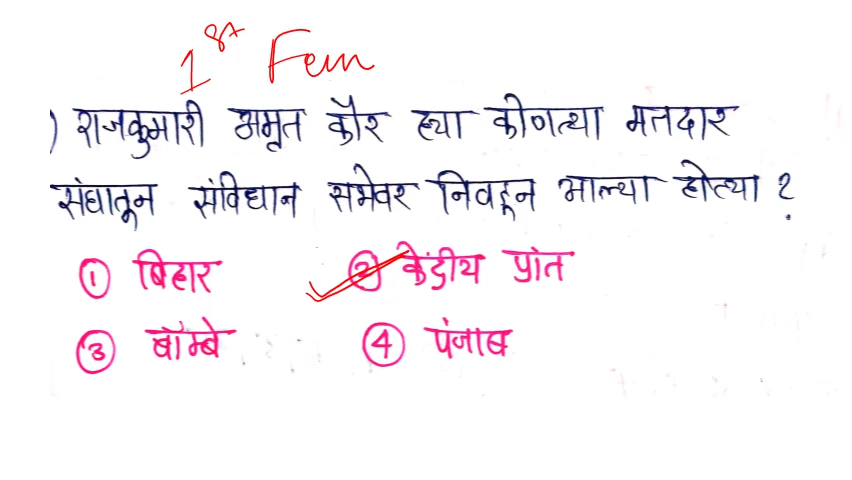 1st Fem
) राजकुमारी अमृत कौर ह्या कोणत्या मतदार
संघातून संविधान सभेवर निवडून आल्या होत्या ?
① बिहार ② केंद्रीय प्रांत
③ बॉम्बे ④ पंजाब